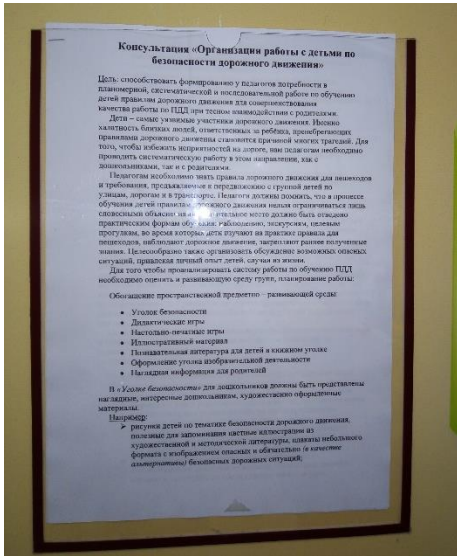 Консультация «Организация работы с детьми по
безопасности дорожного движения»
Цель: способствовать формированию у педагогов потребности в
планомерной, систематической и последовательной работе по обучению
детей правилам дорожного движения для совершенствования
качества работы по ПДД при тесном взаимодействии с родителями.
Дети – самые уязвимые участники дорожного движения. Именно
халатность близких людей, ответственных за ребёнка, пренебрегающих
правилами дорожного движения становится причиной многих трагедий. Для
того, чтобы избежать неприятностей на дороге, нам педагогам необходимо
проводить систематическую работу в этом направлении, как с
дошкольниками, так и с родителями.
Педагогам необходимо знать правила дорожного движения для пешеходов
и требования, предъявляемые к передвижению с группой детей по
улицам, дорогам и в транспорте. Педагоги должны помнить, что в процессе
обучения детей правилам дорожного движения нельзя ограничиваться лишь
словесными объяснениями. место должно быть отведено
практическим формам обучения: наблюдению, экскурсиям, целевым
прогулкам, во время которых дети изучают на практике правила для
пешеходов, наблюдают дорожное движение, закрепляют ранее полученные
знания. Целесообразно также организовать обсуждение возможных опасных
ситуаций, привлекая личный опыт детей, случаи из жизни.
Для того чтобы проанализировать систему работы по обучению ПДД
необходимо оценить и развивающую среду групп, планирование работы:
Обогащение пространственной предметно – развивающей среды:
• Уголок безопасности
• Дидактические игры
• Настольно-печатные игры
• Иллюстративный материал
• Познавательная литература для детей в книжном уголке
• Оформление уголка изобразительной деятельности
• Наглядная информация для родителей
В «Уголке безопасности» для дошкольников должны быть представлены
наглядные, интересные дошкольникам, художественно оформленные
материалы.
Например:
➢ рисунки детей по тематике безопасности дорожного движения,
полезные для запоминания цветные иллюстрации из
художественной и методической литературы, плакаты небольшого
формата с изображением опасных и обязательно (в качестве
альтернативы) безопасных дорожных ситуаций;